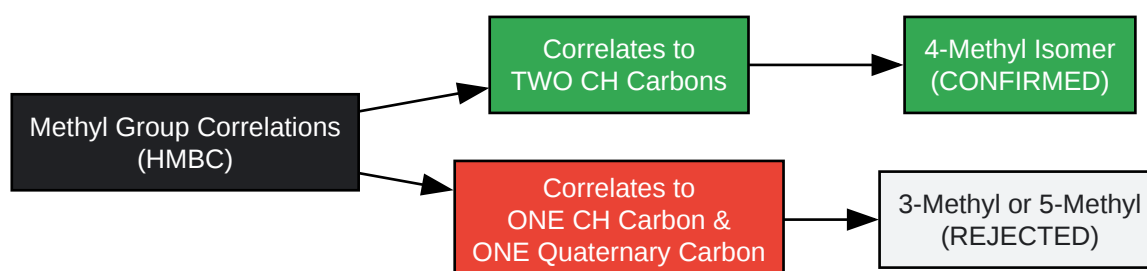 Methyl Group Correlations
(HMBC)
Correlates to
TWO CH Carbons
4-Methyl Isomer
(CONFIRMED)
Correlates to
ONE CH Carbon &
ONE Quaternary Carbon
3-Methyl or 5-Methyl
(REJECTED)